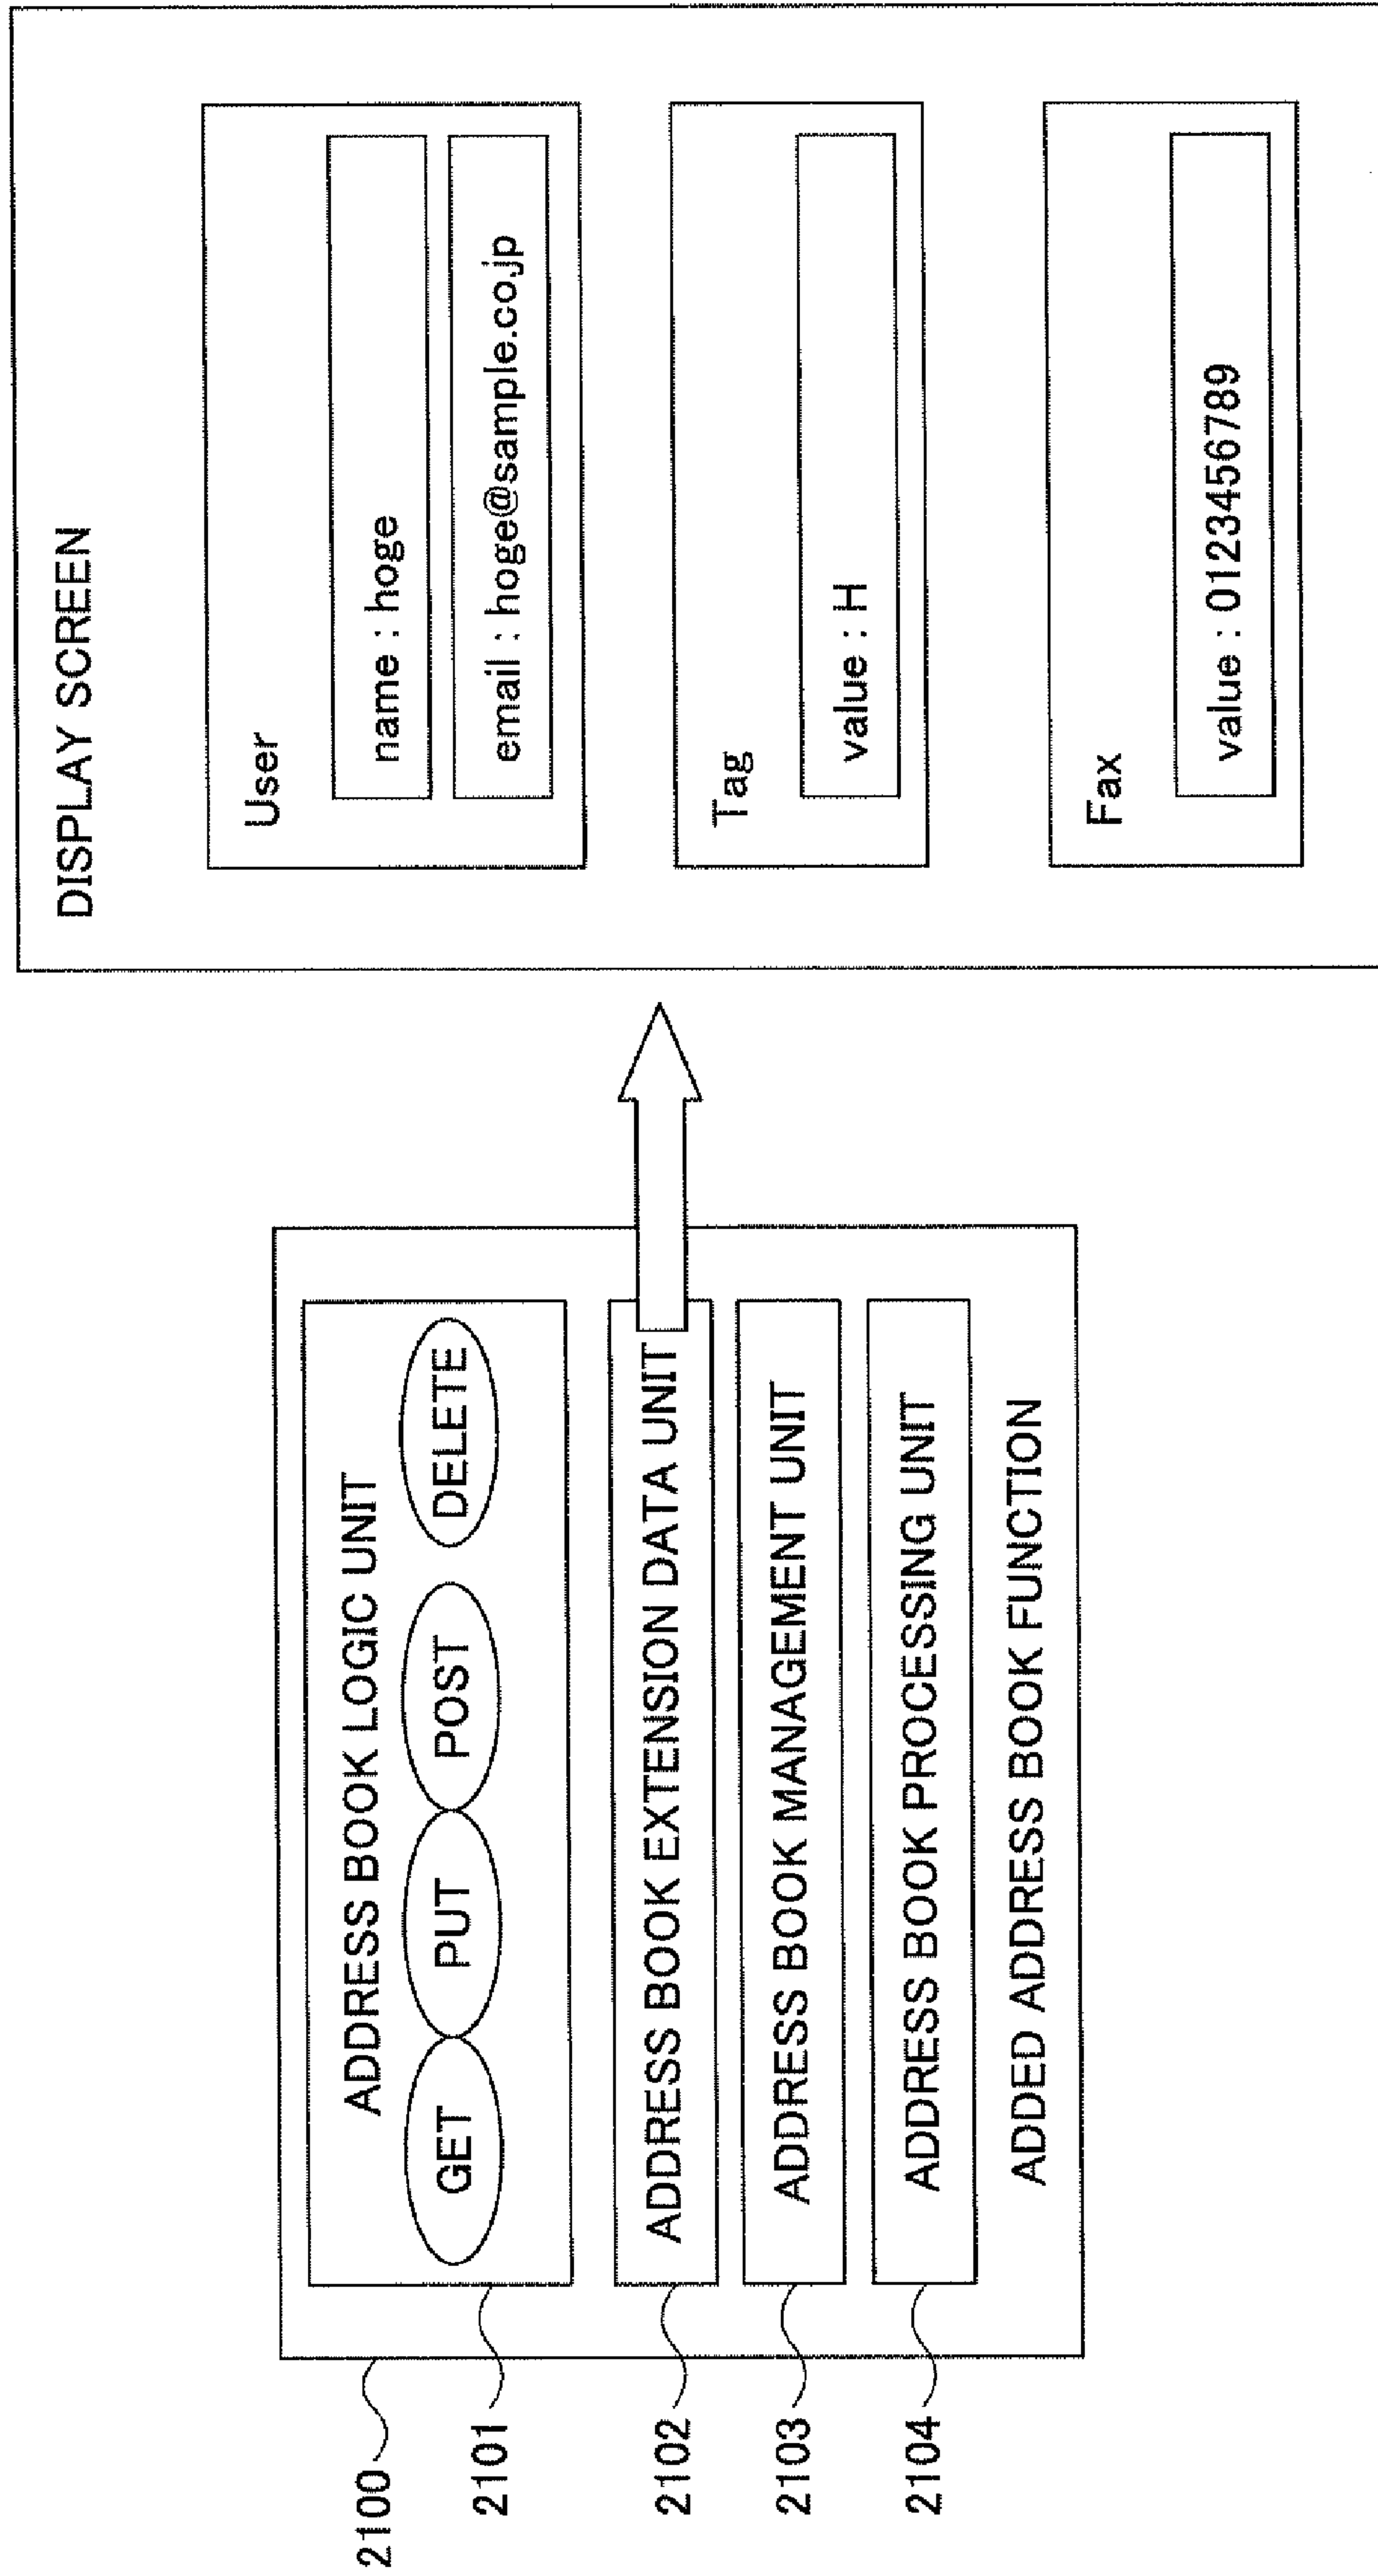 2100
2101
2102
2103
2104
ADDRESS BOOK LOGIC UNIT
GET
PUT
POST
DELETE
ADDRESS BOOK EXTENSION DATA UNIT
ADDRESS BOOK MANAGEMENT UNIT
ADDRESS BOOK PROCESSING UNIT
ADDED ADDRESS BOOK FUNCTION
DISPLAY SCREEN
User
name : hoge
email : hoge@sample.co.jp
Tag
value : H
Fax
value : 0123456789